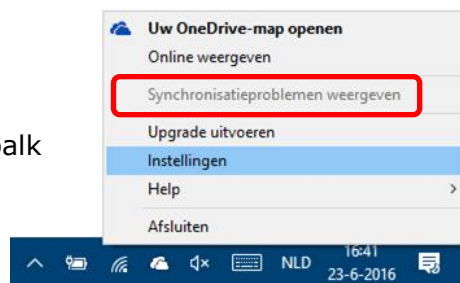 Uw OneDrive-map openen
Online weergeven
Synchronisatieproblemen weergeven
Upgrade uitvoeren
alk
Instellingen
Help
Afsluiten
NLD
16:41
23-6-2016